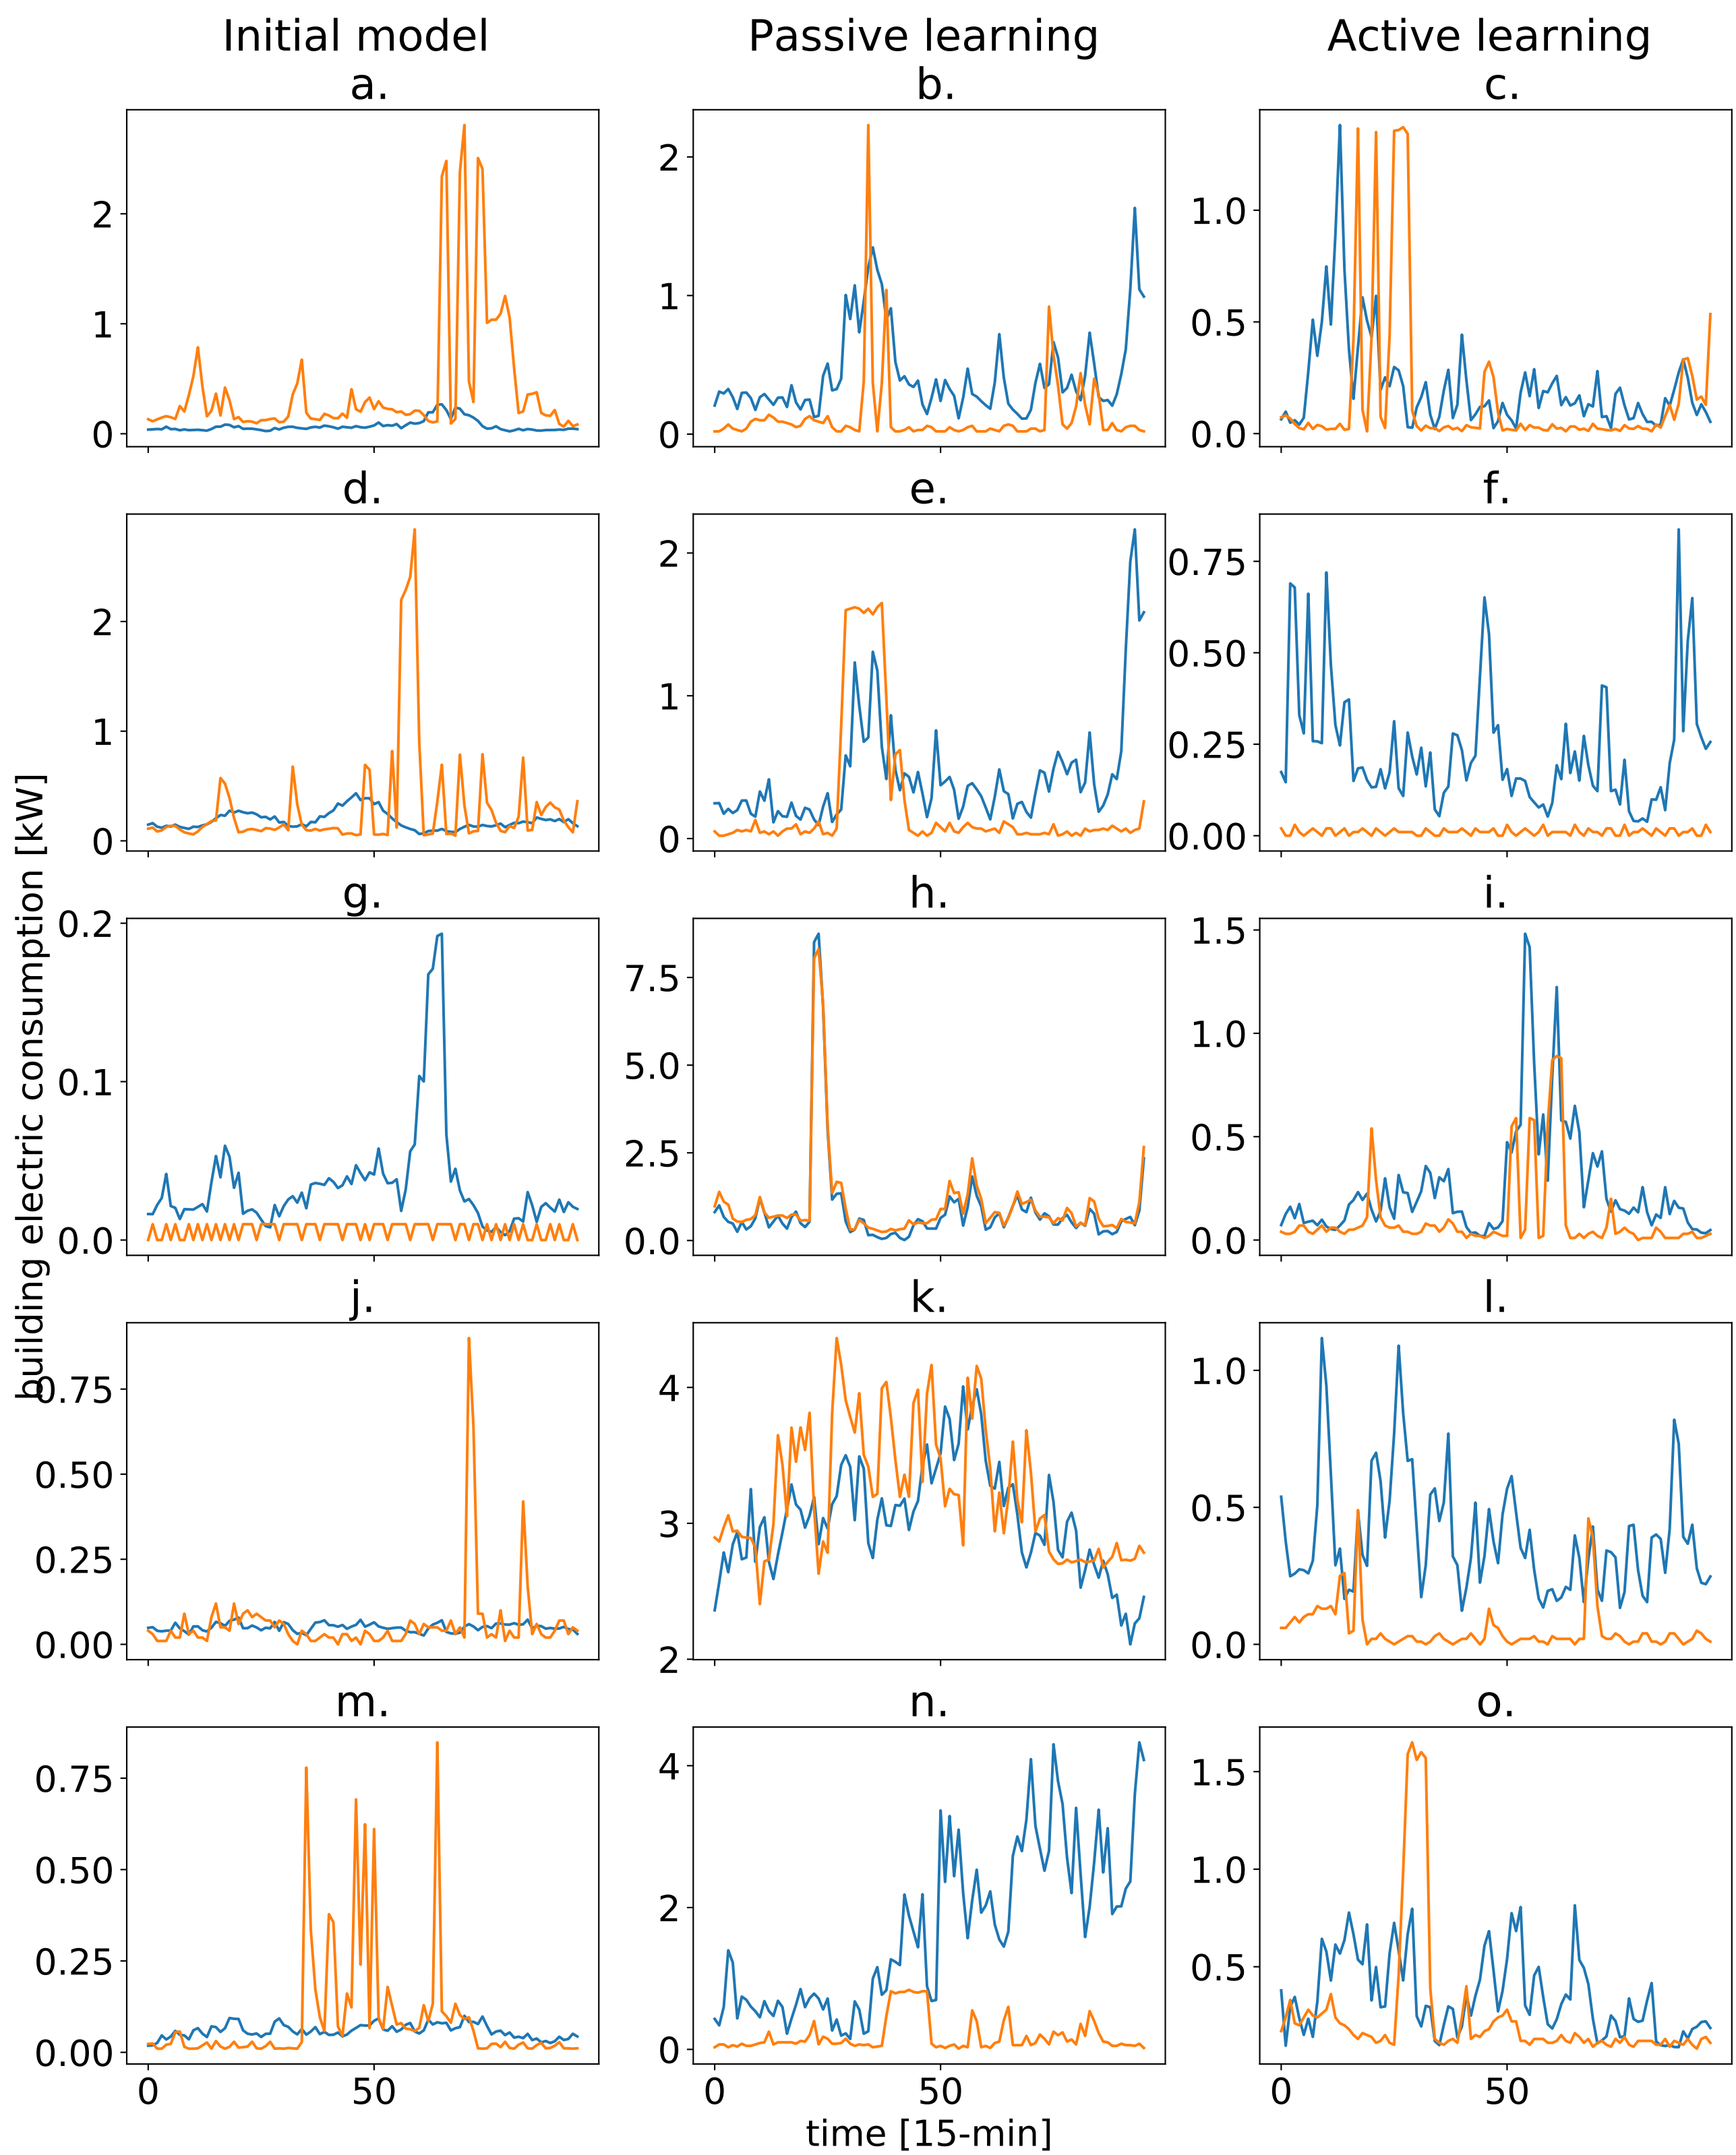 Initial model Passive learning Active learning
a. b. c.
2 1 0
2 1 0
1.0 0.5 0.0
d. e. f.
2 1 0
2 1 0
0.75 0.50 0.25 0.00
g. h. i.
0.2 0.1 0.0
7.5 5.0 2.5 0.0
1.5 1.0 0.5 0.0
j. k. l.
0.75 0.50 0.25 0.00
4 3 2
1.0 0.5 0.0
m. n. o.
0.75 0.50 0.25 0.00
4 2 0
1.5 1.0 0.5
0 50 0 50 0 50
time [15-min]
building electric consumption [kW]